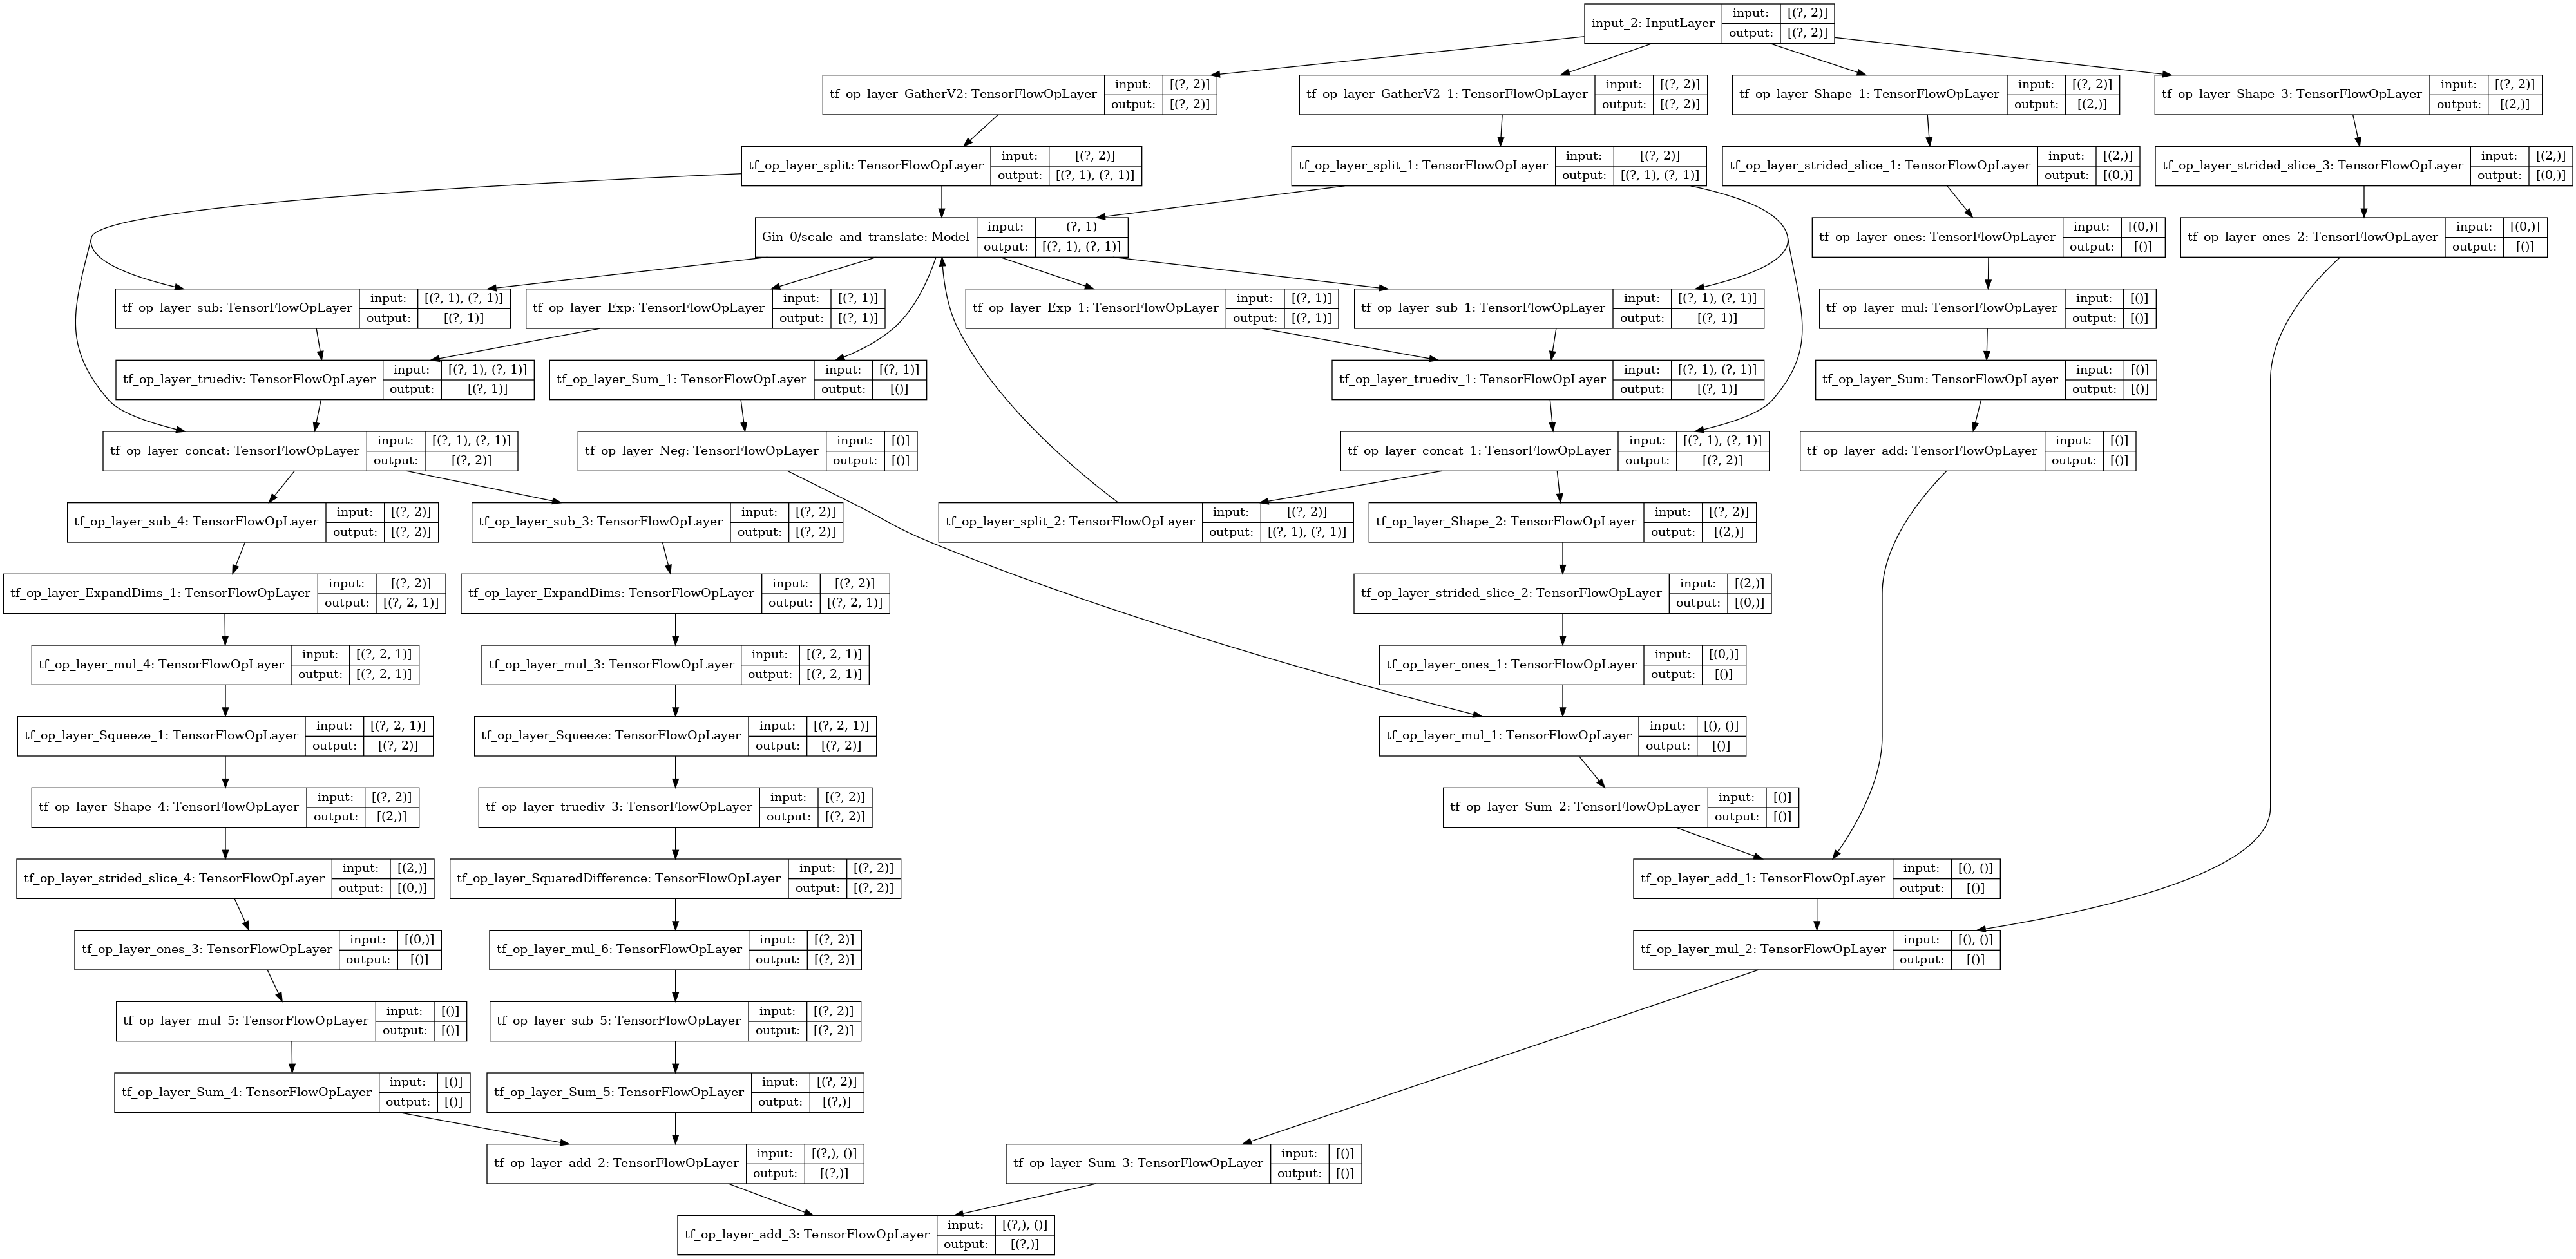 input_2: InputLayer
input: [(?, 2)]
output: [(?, 2)]
tf_op_layer_GatherV2: TensorFlowOpLayer
input: [(?, 2)]
output: [(?, 2)]
tf_op_layer_GatherV2_1: TensorFlowOpLayer
input: [(?, 2)]
output: [(?, 2)]
tf_op_layer_Shape_1: TensorFlowOpLayer
input: [(?, 2)]
output: [(2,)]
tf_op_layer_Shape_3: TensorFlowOpLayer
input: [(?, 2)]
output: [(2,)]
tf_op_layer_split: TensorFlowOpLayer
input: [(?, 2)]
output: [(?, 1), (?, 1)]
tf_op_layer_split_1: TensorFlowOpLayer
input: [(?, 2)]
output: [(?, 1), (?, 1)]
tf_op_layer_strided_slice_1: TensorFlowOpLayer
input: [(2,)]
output: [(0,)]
tf_op_layer_strided_slice_3: TensorFlowOpLayer
input: [(2,)]
output: [(0,)]
Gin_0/scale_and_translate: Model
input: (?, 1)
output: [(?, 1), (?, 1)]
tf_op_layer_ones: TensorFlowOpLayer
input: [(0,)]
output: [()]
tf_op_layer_ones_2: TensorFlowOpLayer
input: [(0,)]
output: [()]
tf_op_layer_sub: TensorFlowOpLayer
input: [(?, 1), (?, 1)]
output: [(?, 1)]
tf_op_layer_Exp: TensorFlowOpLayer
input: [(?, 1)]
output: [(?, 1)]
tf_op_layer_Exp_1: TensorFlowOpLayer
input: [(?, 1)]
output: [(?, 1)]
tf_op_layer_sub_1: TensorFlowOpLayer
input: [(?, 1), (?, 1)]
output: [(?, 1)]
tf_op_layer_mul: TensorFlowOpLayer
input: [()]
output: [()]
tf_op_layer_truediv: TensorFlowOpLayer
input: [(?, 1), (?, 1)]
output: [(?, 1)]
tf_op_layer_Sum_1: TensorFlowOpLayer
input: [(?, 1)]
output: [()]
tf_op_layer_truediv_1: TensorFlowOpLayer
input: [(?, 1), (?, 1)]
output: [(?, 1)]
tf_op_layer_Sum: TensorFlowOpLayer
input: [()]
output: [()]
tf_op_layer_concat: TensorFlowOpLayer
input: [(?, 1), (?, 1)]
output: [(?, 2)]
tf_op_layer_Neg: TensorFlowOpLayer
input: [()]
output: [()]
tf_op_layer_concat_1: TensorFlowOpLayer
input: [(?, 1), (?, 1)]
output: [(?, 2)]
tf_op_layer_add: TensorFlowOpLayer
input: [()]
output: [()]
tf_op_layer_sub_4: TensorFlowOpLayer
input: [(?, 2)]
output: [(?, 2)]
tf_op_layer_sub_3: TensorFlowOpLayer
input: [(?, 2)]
output: [(?, 2)]
tf_op_layer_split_2: TensorFlowOpLayer
input: [(?, 2)]
output: [(?, 1), (?, 1)]
tf_op_layer_Shape_2: TensorFlowOpLayer
input: [(?, 2)]
output: [(2,)]
tf_op_layer_ExpandDims_1: TensorFlowOpLayer
input: [(?, 2)]
output: [(?, 2, 1)]
tf_op_layer_ExpandDims: TensorFlowOpLayer
input: [(?, 2)]
output: [(?, 2, 1)]
tf_op_layer_strided_slice_2: TensorFlowOpLayer
input: [(2,)]
output: [(0,)]
tf_op_layer_mul_4: TensorFlowOpLayer
input: [(?, 2, 1)]
output: [(?, 2, 1)]
tf_op_layer_mul_3: TensorFlowOpLayer
input: [(?, 2, 1)]
output: [(?, 2, 1)]
tf_op_layer_ones_1: TensorFlowOpLayer
input: [(0,)]
output: [()]
tf_op_layer_Squeeze_1: TensorFlowOpLayer
input: [(?, 2, 1)]
output: [(?, 2)]
tf_op_layer_Squeeze: TensorFlowOpLayer
input: [(?, 2, 1)]
output: [(?, 2)]
tf_op_layer_mul_1: TensorFlowOpLayer
input: [(), ()]
output: [()]
tf_op_layer_Shape_4: TensorFlowOpLayer
input: [(?, 2)]
output: [(2,)]
tf_op_layer_truediv_3: TensorFlowOpLayer
input: [(?, 2)]
output: [(?, 2)]
tf_op_layer_Sum_2: TensorFlowOpLayer
input: [()]
output: [()]
tf_op_layer_strided_slice_4: TensorFlowOpLayer
input: [(2,)]
output: [(0,)]
tf_op_layer_SquaredDifference: TensorFlowOpLayer
input: [(?, 2)]
output: [(?, 2)]
tf_op_layer_add_1: TensorFlowOpLayer
input: [(), ()]
output: [()]
tf_op_layer_ones_3: TensorFlowOpLayer
input: [(0,)]
output: [()]
tf_op_layer_mul_6: TensorFlowOpLayer
input: [(?, 2)]
output: [(?, 2)]
tf_op_layer_mul_2: TensorFlowOpLayer
input: [(), ()]
output: [()]
tf_op_layer_mul_5: TensorFlowOpLayer
input: [()]
output: [()]
tf_op_layer_sub_5: TensorFlowOpLayer
input: [(?, 2)]
output: [(?, 2)]
tf_op_layer_Sum_4: TensorFlowOpLayer
input: [()]
output: [()]
tf_op_layer_Sum_5: TensorFlowOpLayer
input: [(?, 2)]
output: [(?,)]
tf_op_layer_add_2: TensorFlowOpLayer
input: [(?,), ()]
output: [(?,)]
tf_op_layer_Sum_3: TensorFlowOpLayer
input: [()]
output: [()]
tf_op_layer_add_3: TensorFlowOpLayer
input: [(?,), ()]
output: [(?,)]